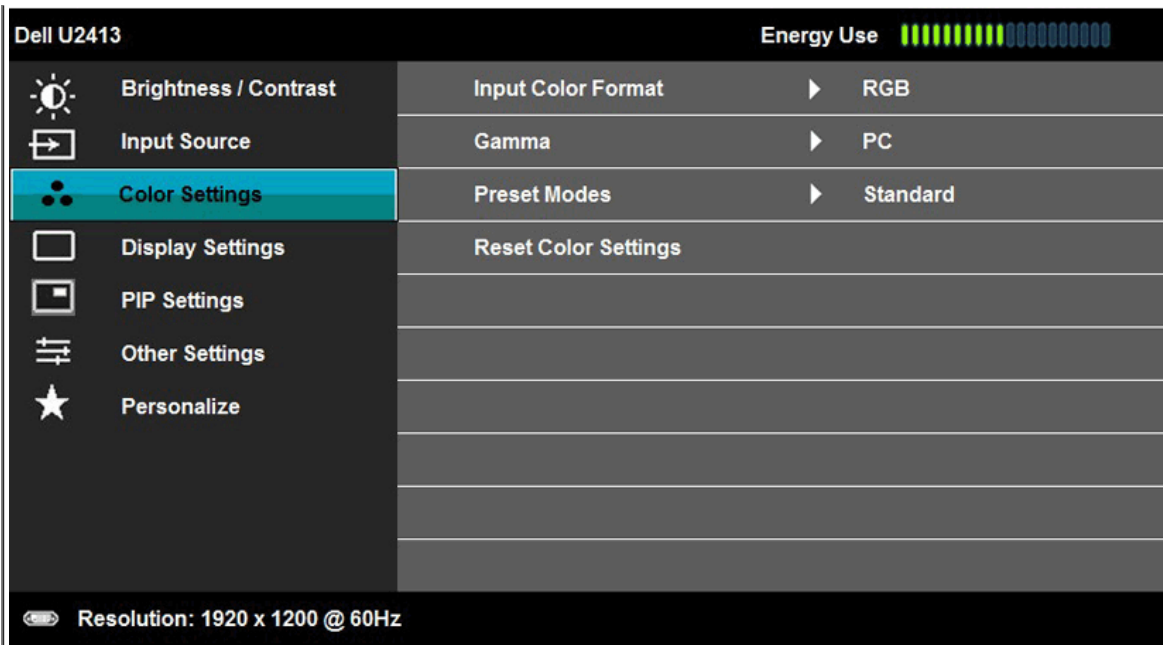 Dell U2413 Energy Use
Brightness / Contrast Input Color Format RGB
Input Source Gamma PC
Color Settings Preset Modes Standard
Display Settings Reset Color Settings
PIP Settings
Other Settings
Personalize
Resolution: 1920 x 1200 @ 60Hz